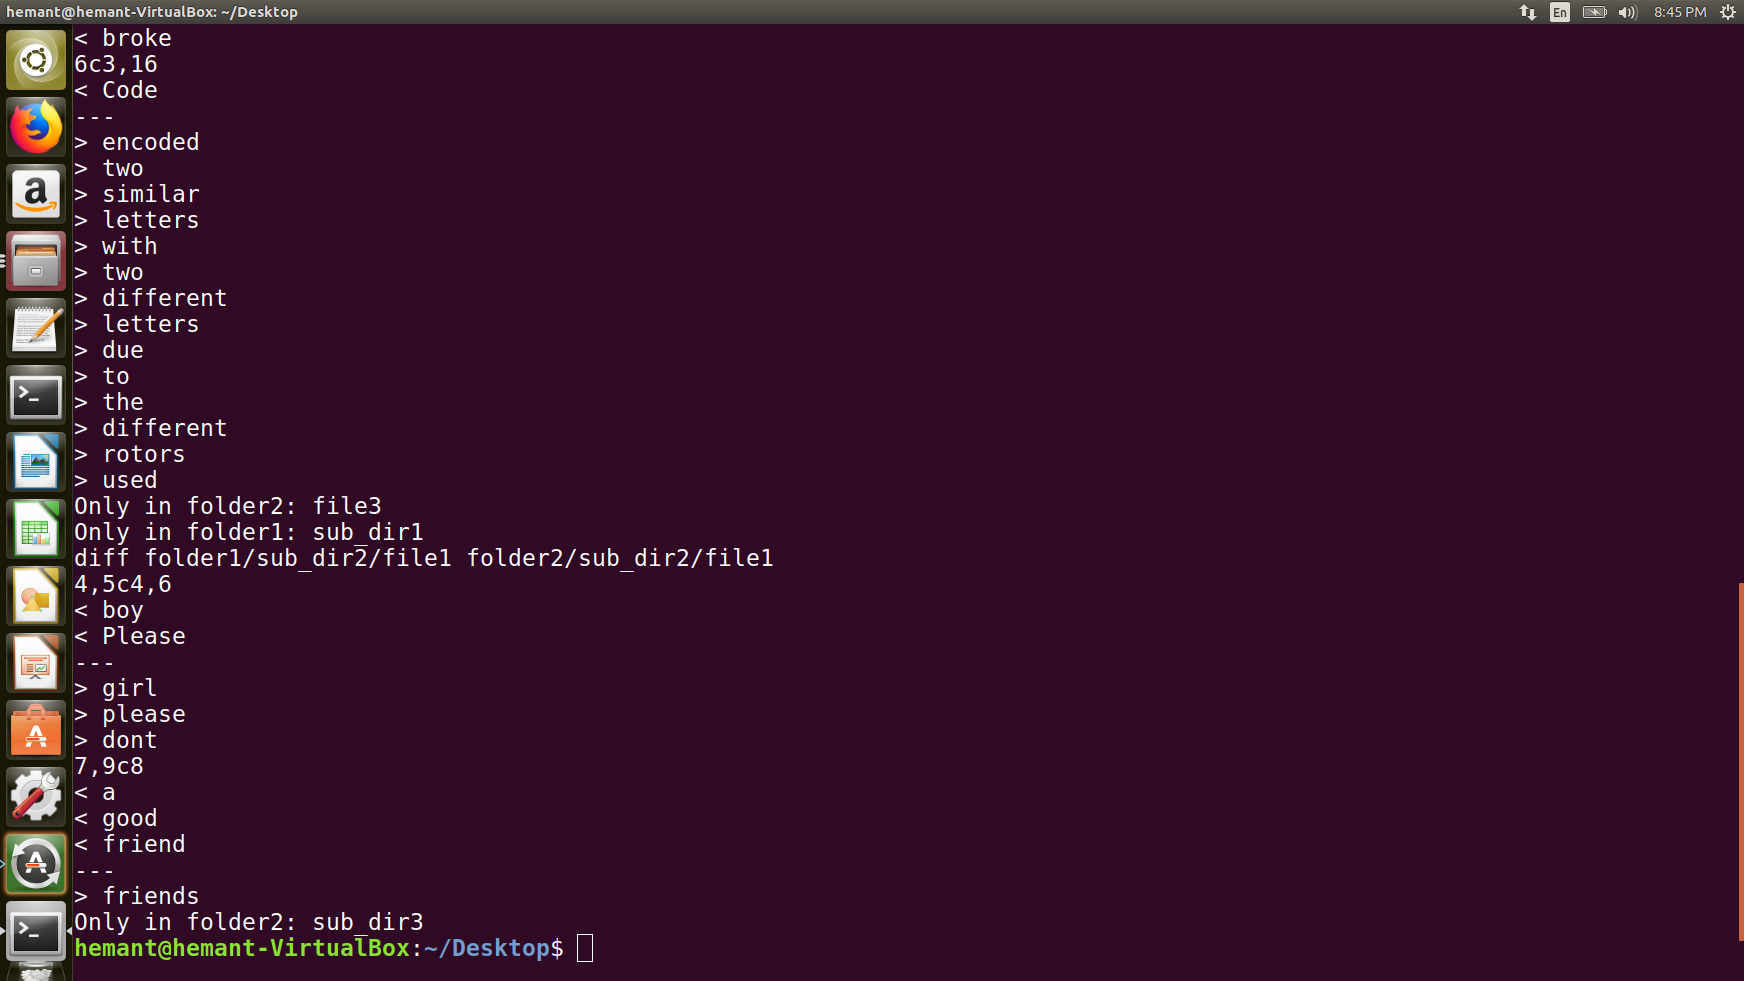 hemant@hemant-VirtualBox: ~/Desktop
En
8:45 PM
< broke
6c3,16
< Code
---
> encoded
> two
> similar
> letters
> with
> two
> different
> letters
> due
> to
> the
> different
> rotors
> used
Only in folder2: file3
Only in folder1: sub_dir1
diff folder1/sub_dir2/file1 folder2/sub_dir2/file1
4,5c4,6
< boy
< Please
---
> girl
> please
> dont
7,9c8
< a
< good
< friend
---
> friends
Only in folder2: sub_dir3
hemant@hemant-VirtualBox:~/Desktop$